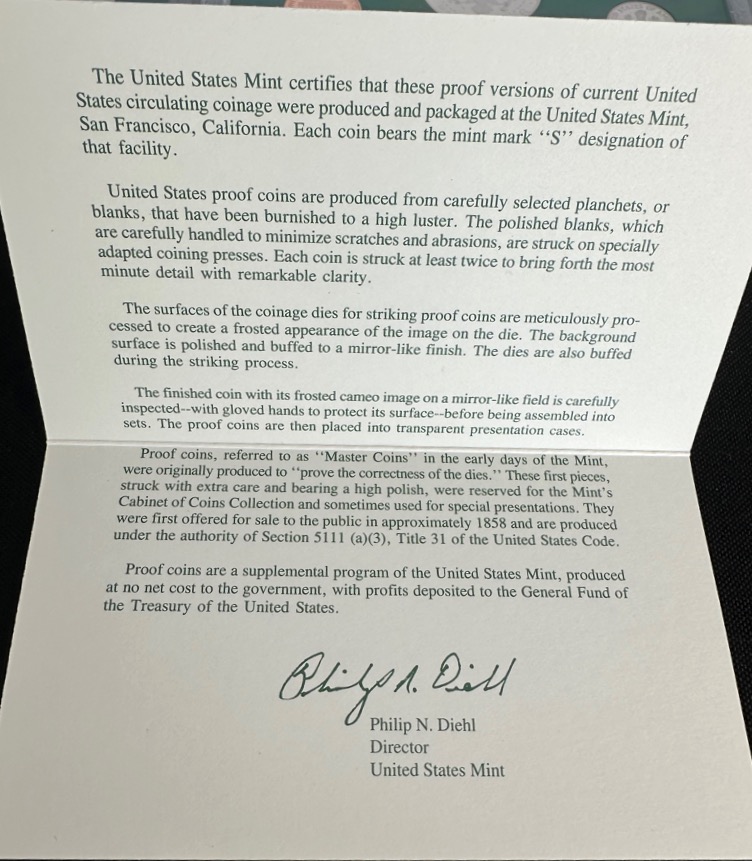 The United States Mint certifies that these proof versions of current United
States circulating coinage were produced and packaged at the United States Mint,
San Francisco, California. Each coin bears the mint mark ‘‘S’’ designation of
that facility.
United States proof coins are produced from carefully selected planchets, or
blanks, that have been burnished to a high luster. The polished blanks, which
are carefully handled to minimize scratches and abrasions, are struck on specially
adapted coining presses. Each coin is struck at least twice to bring forth the most
minute detail with remarkable clarity.
The surfaces of the coinage dies for striking proof coins are meticulously pro-
cessed to create a frosted appearance of the image on the die. The background
surface is polished and buffed to a mirror-like finish. The dies are also buffed
during the striking process.
The finished coin with its frosted cameo image on a mirror-like field is carefully
inspected--with gloved hands to protect its surface--before being assembled into
sets. The proof coins are then placed into transparent presentation cases.
Proof coins, referred to as ‘‘Master Coins’’ in the early days of the Mint,
were originally produced to ‘‘prove the correctness of the dies.’’ These first pieces,
struck with extra care and bearing a high polish, were reserved for the Mint’s
Cabinet of Coins Collection and sometimes used for special presentations. They
were first offered for sale to the public in approximately 1858 and are produced
under the authority of Section 5111 (a)(3), Title 31 of the United States Code.
Proof coins are a supplemental program of the United States Mint, produced
at no net cost to the government, with profits deposited to the General Fund of
the Treasury of the United States.
Philip N. Diehl
Philip N. Diehl
Director
United States Mint